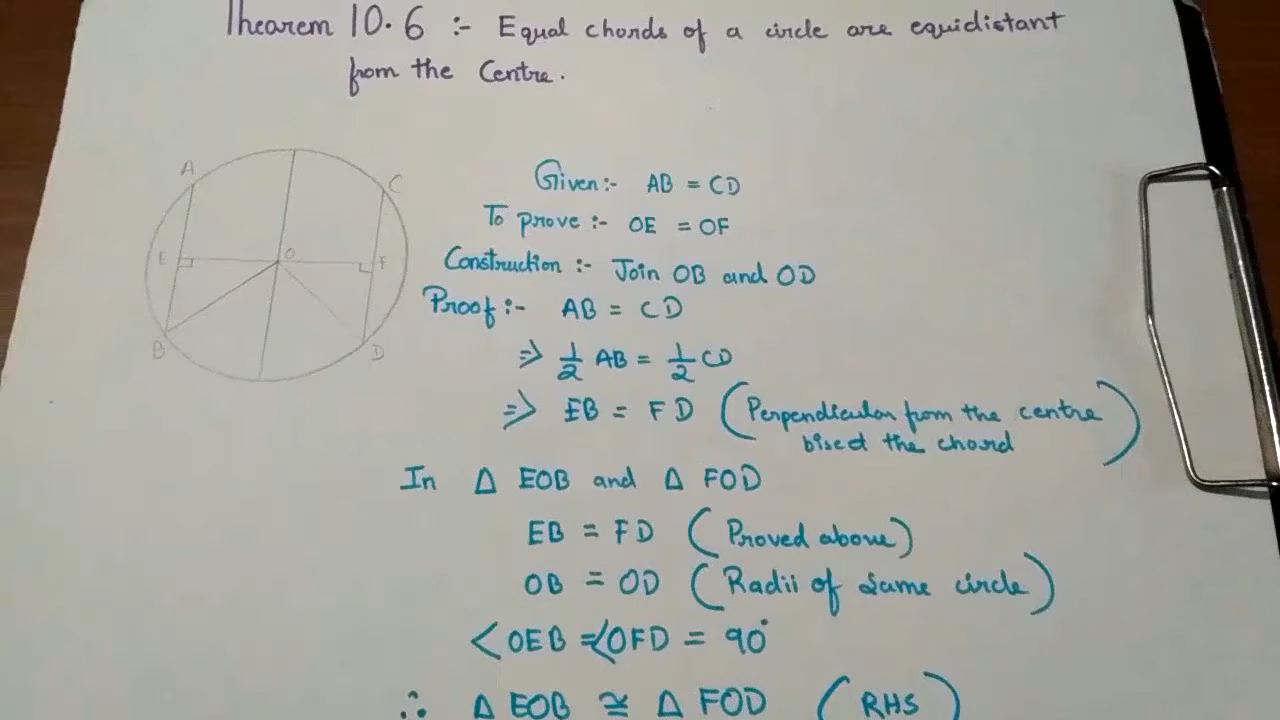 Thearem 10.6 :- Equal chords of a circle are equidistant
from the Centre.
A
C
E
O
F
B
D
Given:- AB = CD
To prove :- OE = OF
Construction :- Join OB and OD
Proof :- AB = CD
⇒ 1/2 AB = 1/2 CD
⇒ EB = FD (Perpendicular from the centre
bisect the chord)
In Δ EOB and Δ FOD
EB = FD (Proved above)
OB = OD (Radii of Same circle)
<OEB =<OFD = 90°
∴ Δ EOB ≅ Δ FOD (RHS)